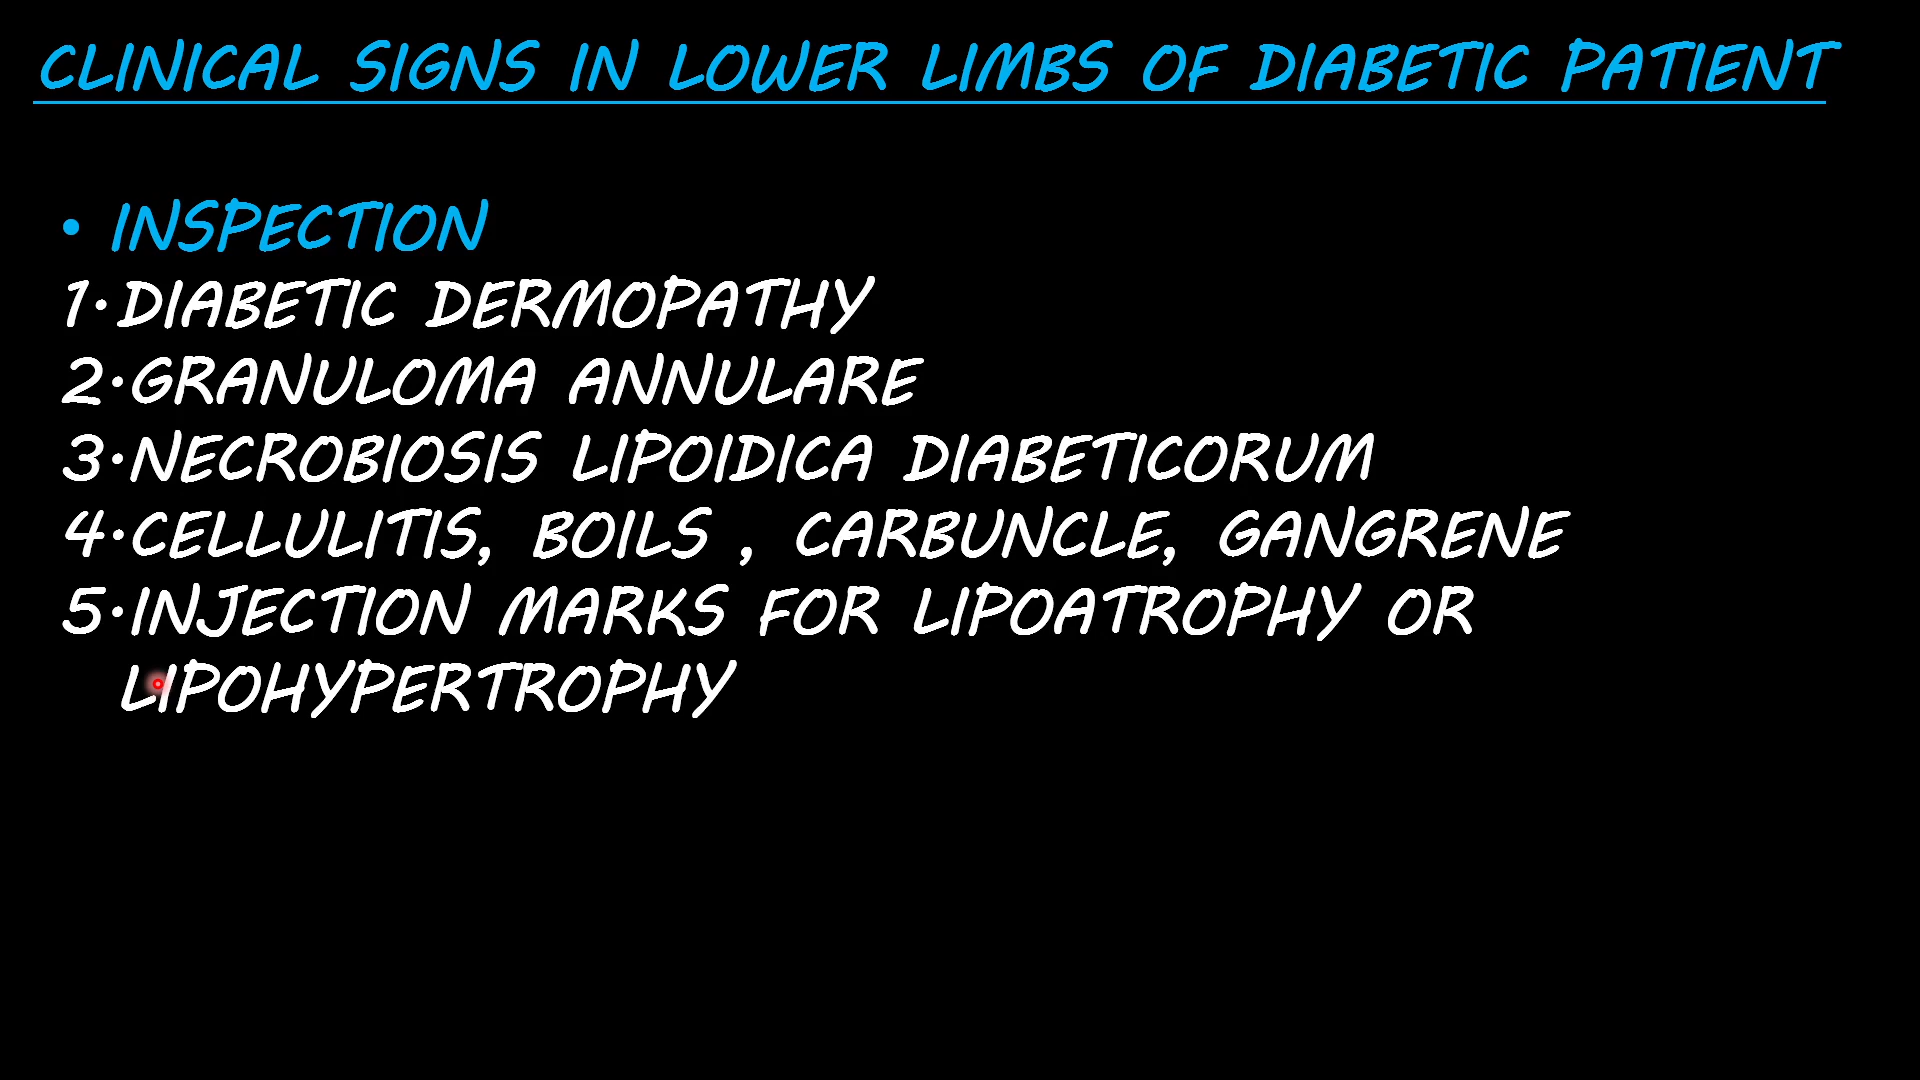 CLINICAL SIGNS IN LOWER LIMBS OF DIABETIC PATIENT
• INSPECTION
1.DIABETIC DERMOPATHY
2.GRANULOMA ANNULARE
3.NECROBIOSIS LIPOIDICA DIABETICORUM
4.CELLULITIS, BOILS , CARBUNCLE, GANGRENE
5.INJECTION MARKS FOR LIPOATROPHY OR
LIPOHYPERTROPHY